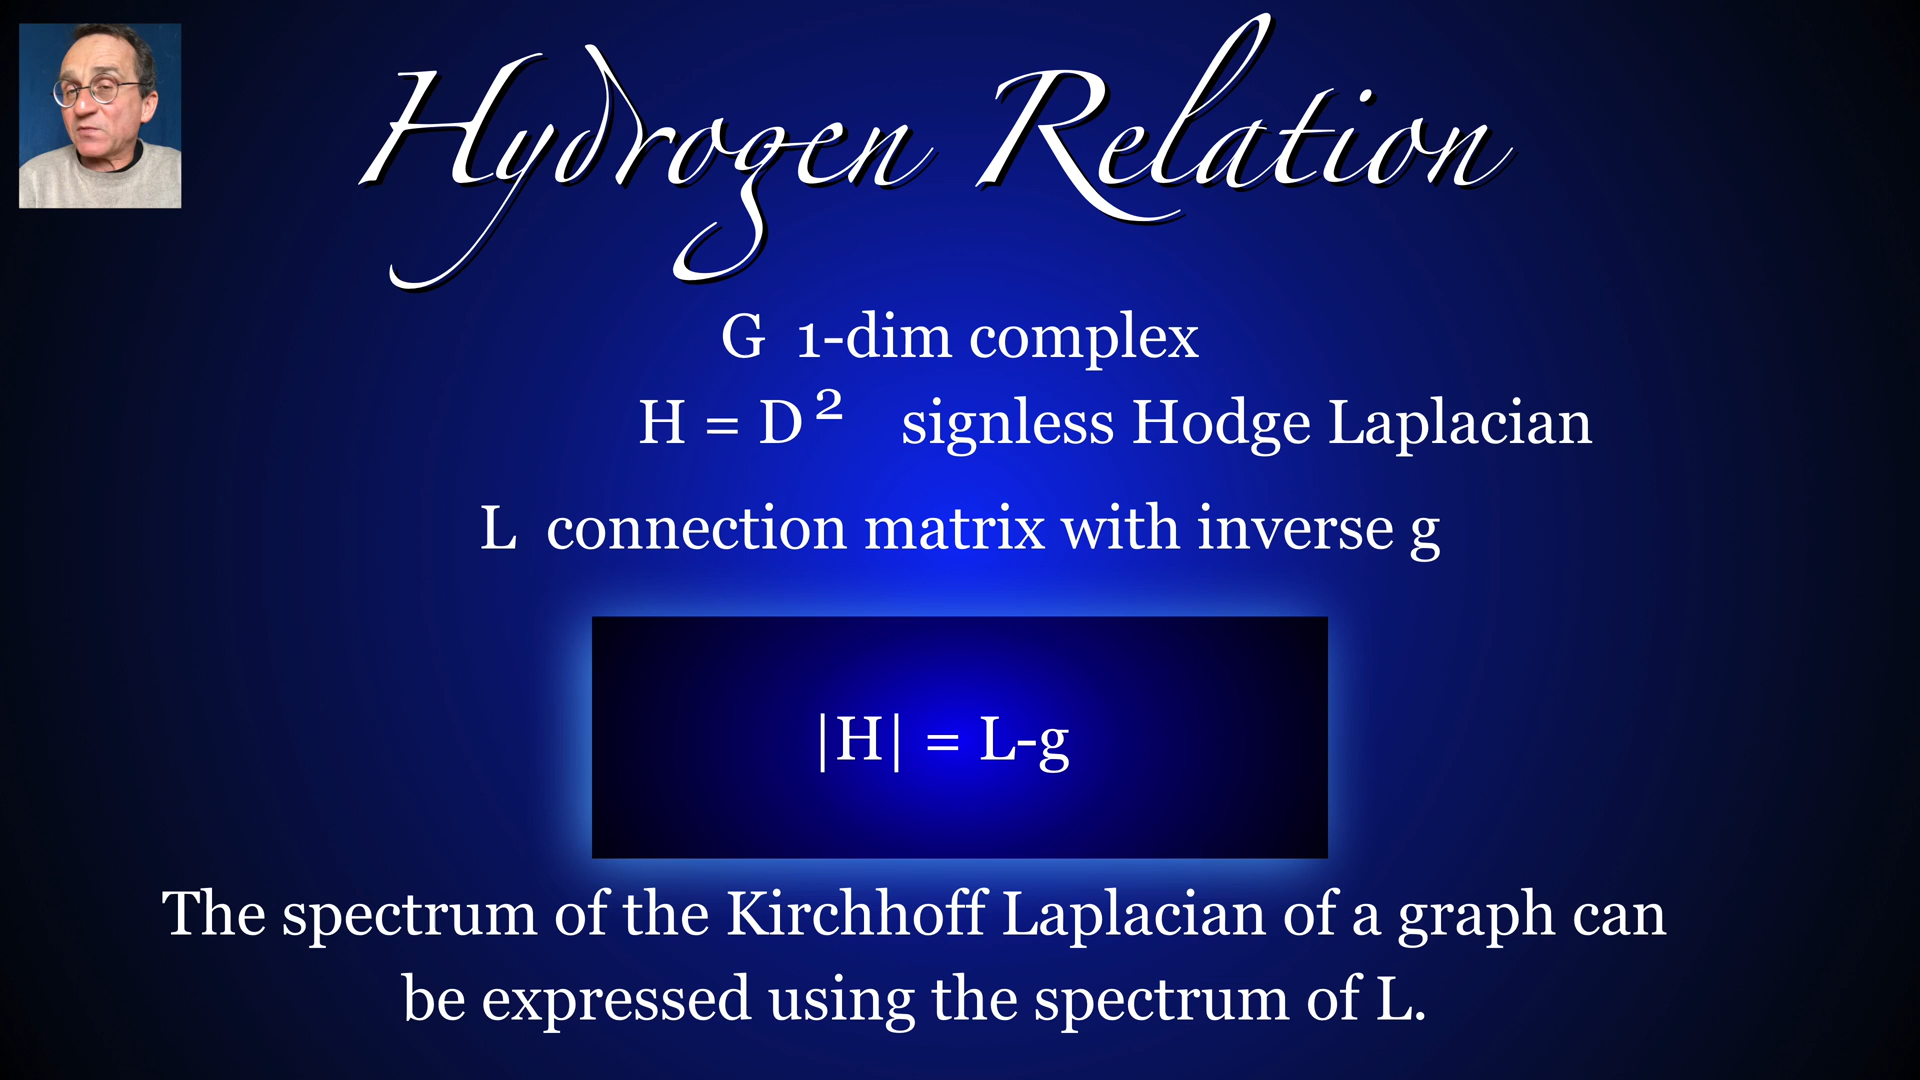 Hydrogen Relation
G 1-dim complex
H = D² signless Hodge Laplacian
L connection matrix with inverse g
|H| = L-g
The spectrum of the Kirchhoff Laplacian of a graph can
be expressed using the spectrum of L.